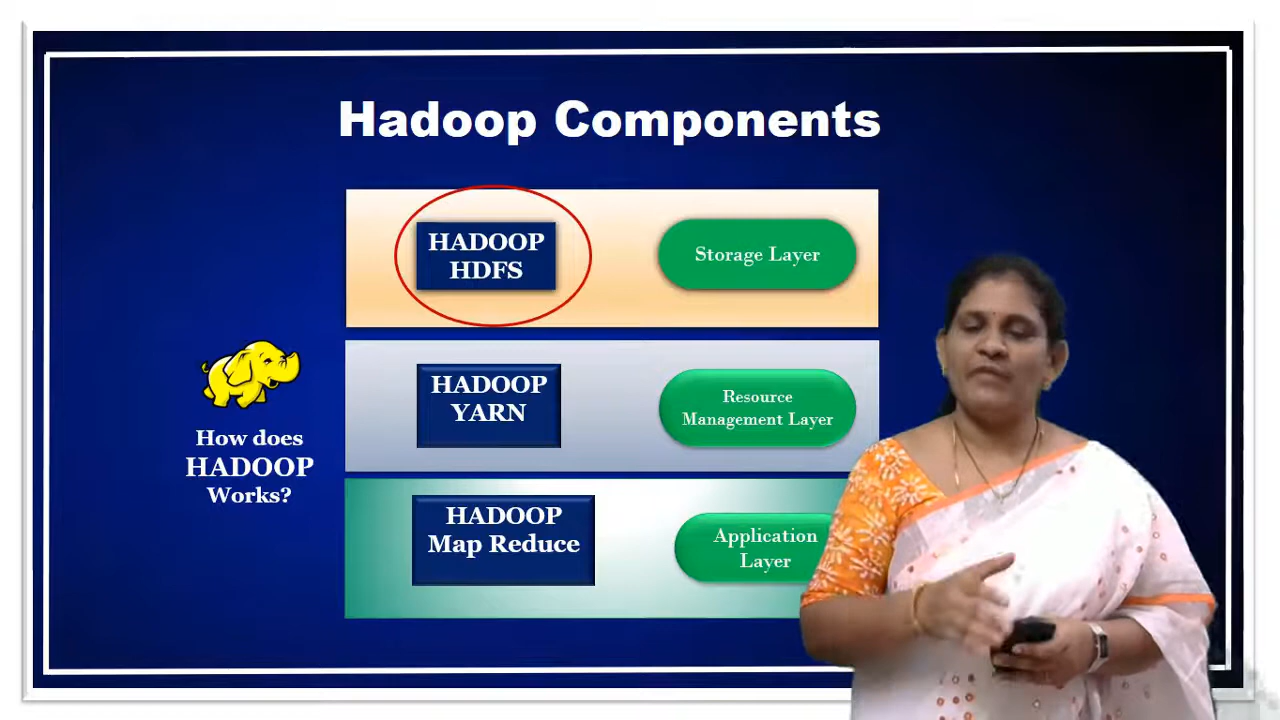 Hadoop Components
HADOOP
HDFS
Storage Layer
HADOOP
YARN
Resource
Management Layer
How does
HADOOP
Works?
HADOOP
Map Reduce
Application
Layer